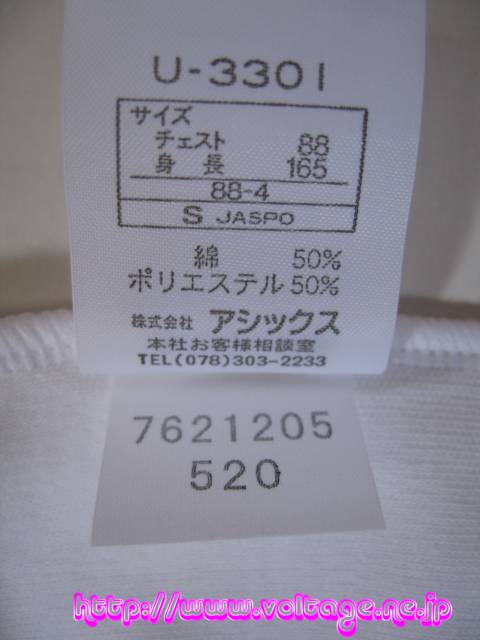 U-3301
サイズ
チェスト 88
身長 165
88-4
S JASPO
綿 50%
ポリエステル 50%
株式会社 アシックス
本社お客様相談室
TEL(078)303-2233
7621205
520
http://www.voltage.ne.jp